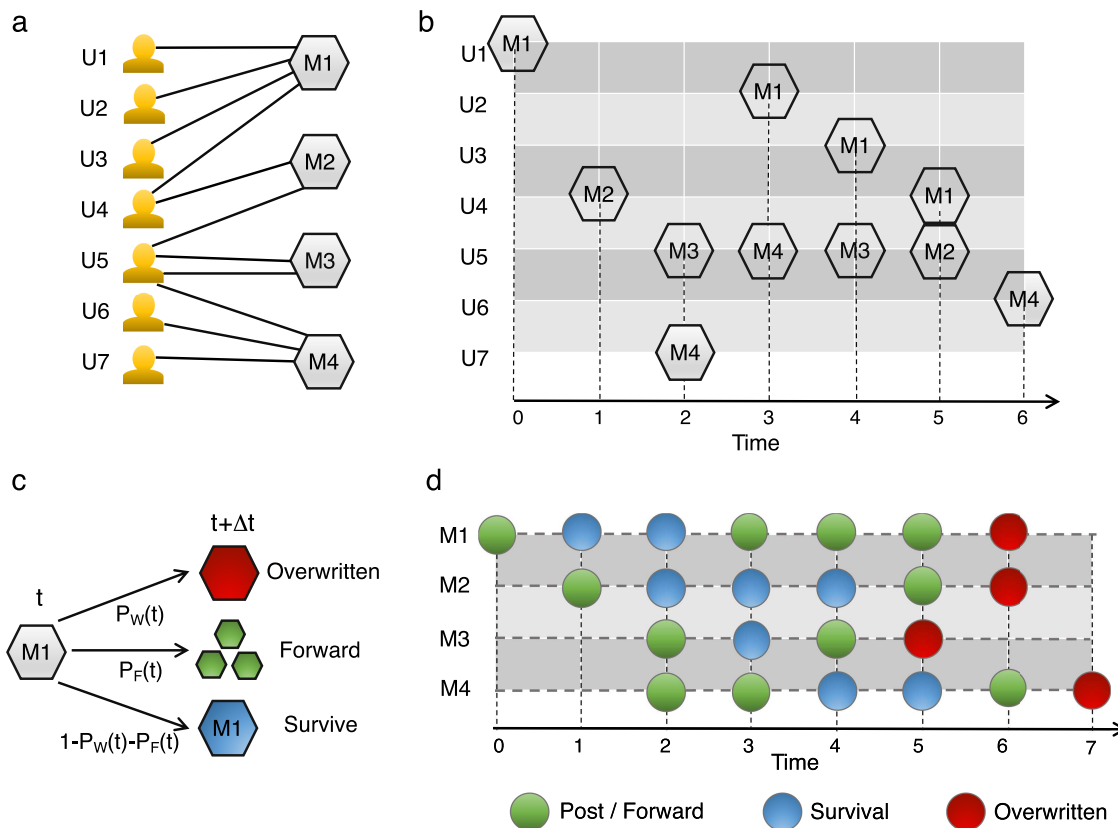 a
U1
U2
U3
U4
U5
U6
U7
M1
M2
M3
M4
b
U1
U2
U3
U4
U5
U6
U7
M1
M1
M1
M2
M1
M3
M4
M3
M2
M4
M4
0 1 2 3 4 5 6
Time
c
t
t+Δt
M1
P_W(t)
Overwritten
P_F(t)
Forward
1-P_W(t)-P_F(t)
M1
Survive
d
M1
M2
M3
M4
0 1 2 3 4 5 6 7
Time
Post / Forward
Survival
Overwritten